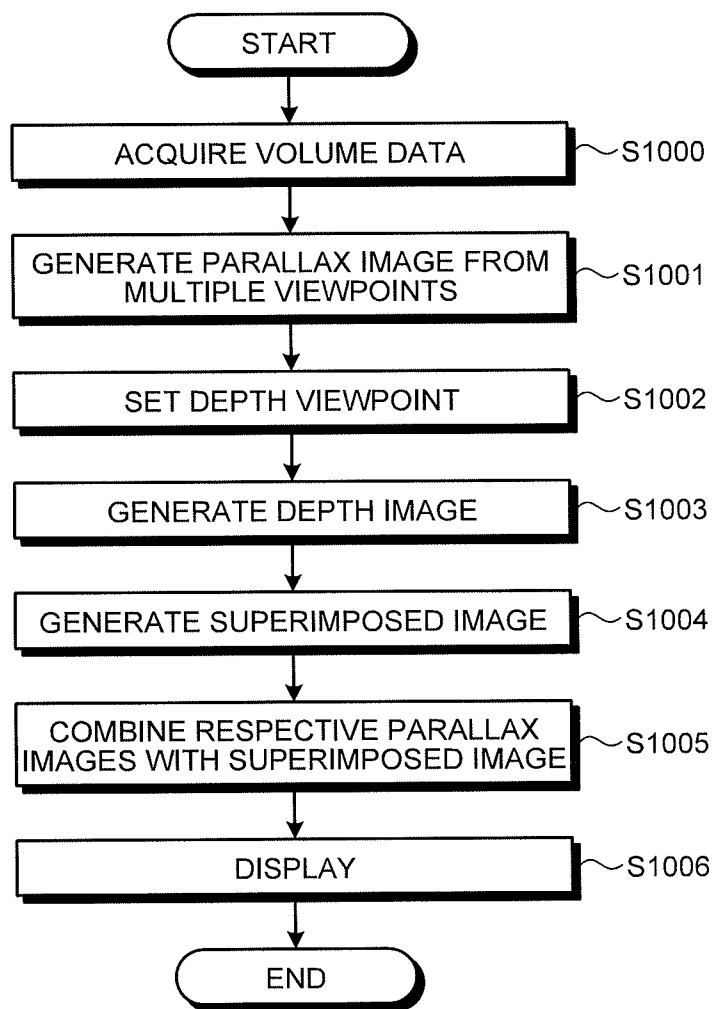 START
ACQUIRE VOLUME DATA
S1000
GENERATE PARALLAX IMAGE FROM
MULTIPLE VIEWPOINTS
S1001
SET DEPTH VIEWPOINT
S1002
GENERATE DEPTH IMAGE
S1003
GENERATE SUPERIMPOSED IMAGE
S1004
COMBINE RESPECTIVE PARALLAX
IMAGES WITH SUPERIMPOSED IMAGE
S1005
DISPLAY
S1006
END